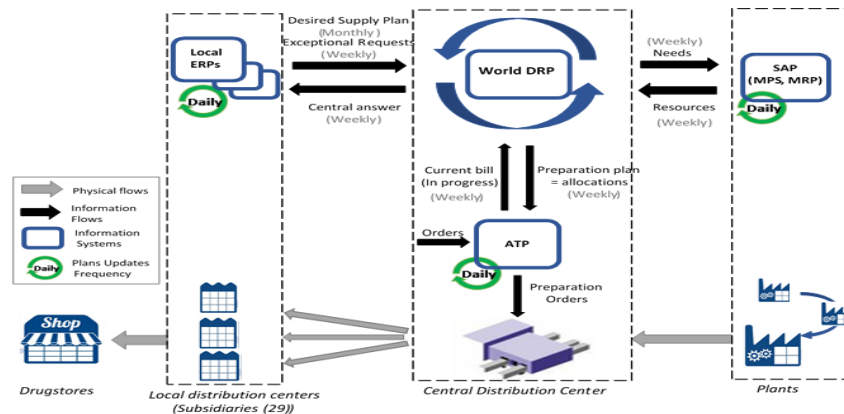 Desired Supply Plan
(Monthly)
Exceptional Requests
(Weekly)
Local
ERPs
Daily
Central answer
(Weekly)
World DRP
(Weekly)
Needs
Resources
(Weekly)
SAP
(MPS, MRP)
Daily
Current bill
(In progress)
(Weekly)
Preparation plan
= allocations
(Weekly)
Physical flows
Information
Flows
Information
Systems
Daily
Plans Updates
Frequency
Orders
ATP
Daily
Preparation
Orders
Shop
Drugstores
Local distribution centers
(Subsidiaries (29))
Central Distribution Center
Plants